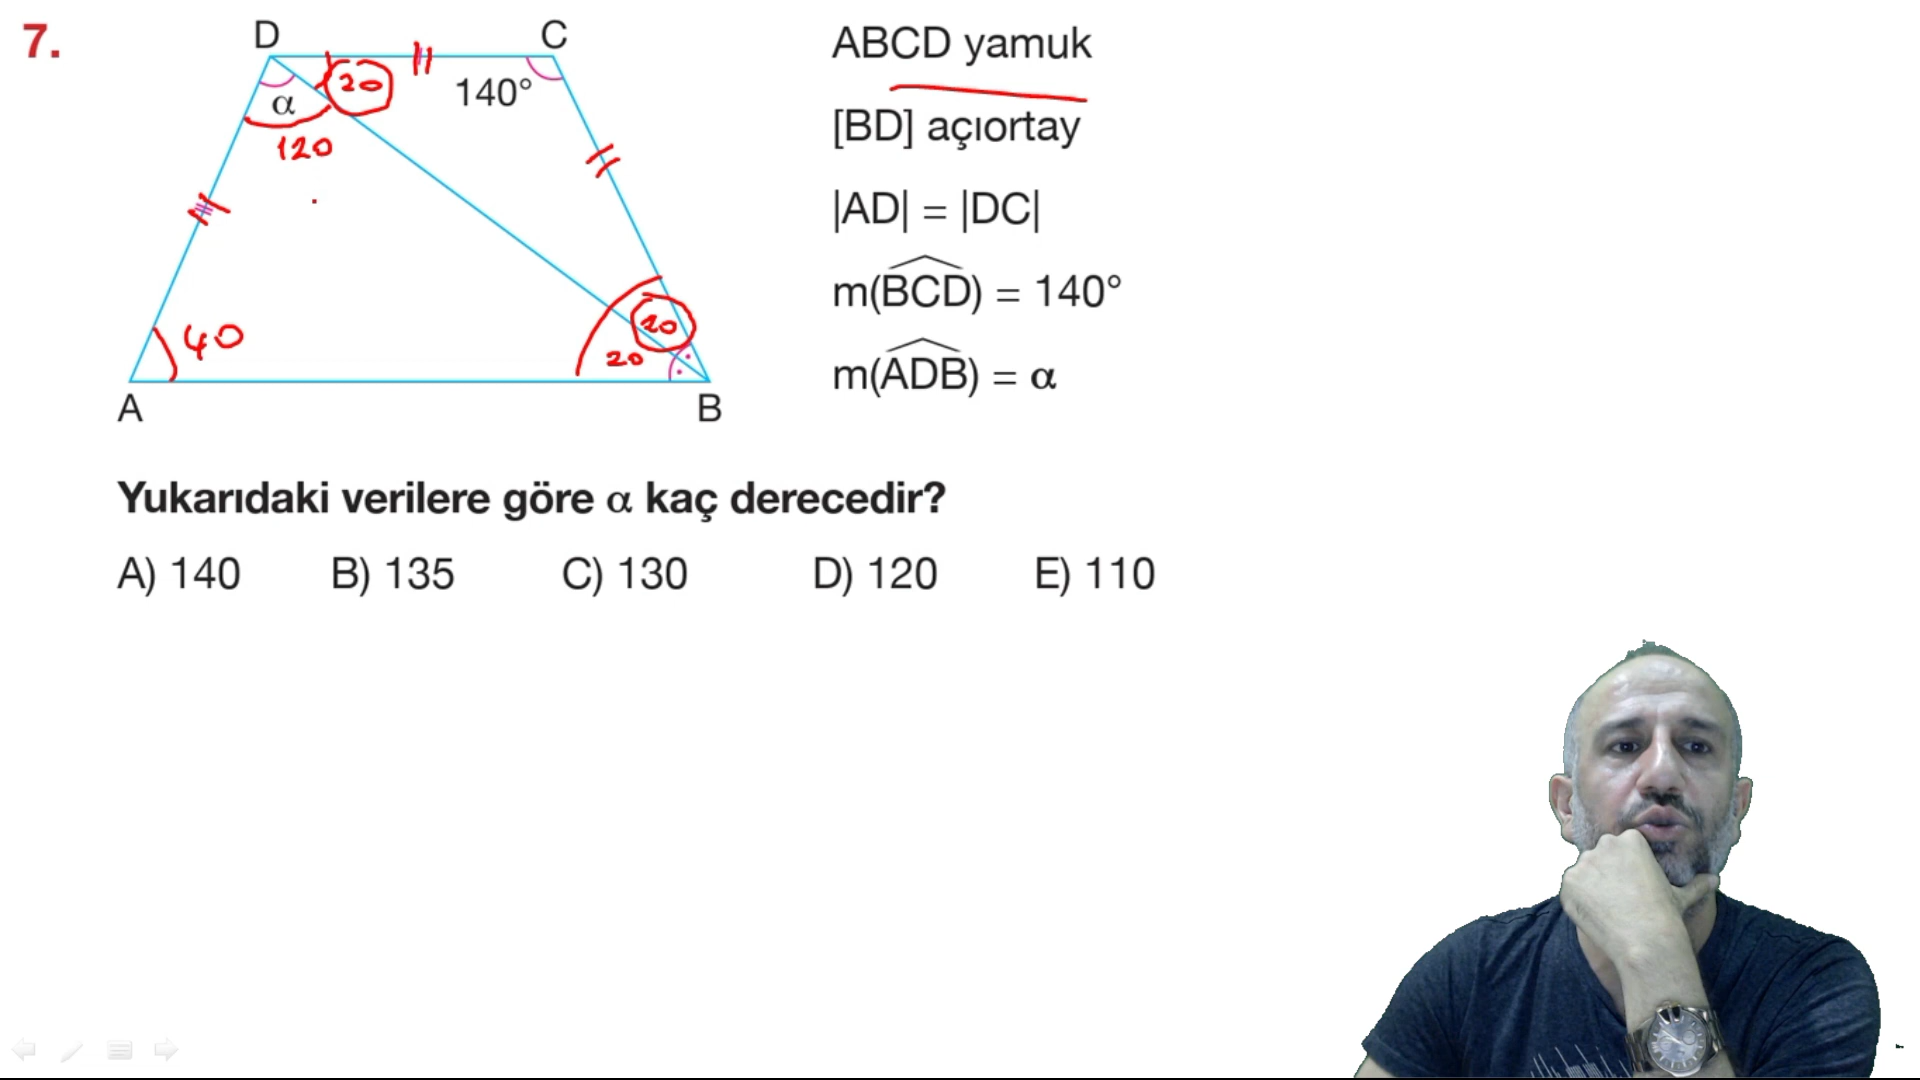 7.
D
C
20
140°
α
120
40
20
20
A
B
ABCD yamuk
[BD] açıortay
|AD| = |DC|
m(BCD) = 140°
m(ADB) = α
Yukarıdaki verilere göre α kaç derecedir?
A) 140 B) 135 C) 130 D) 120 E) 110